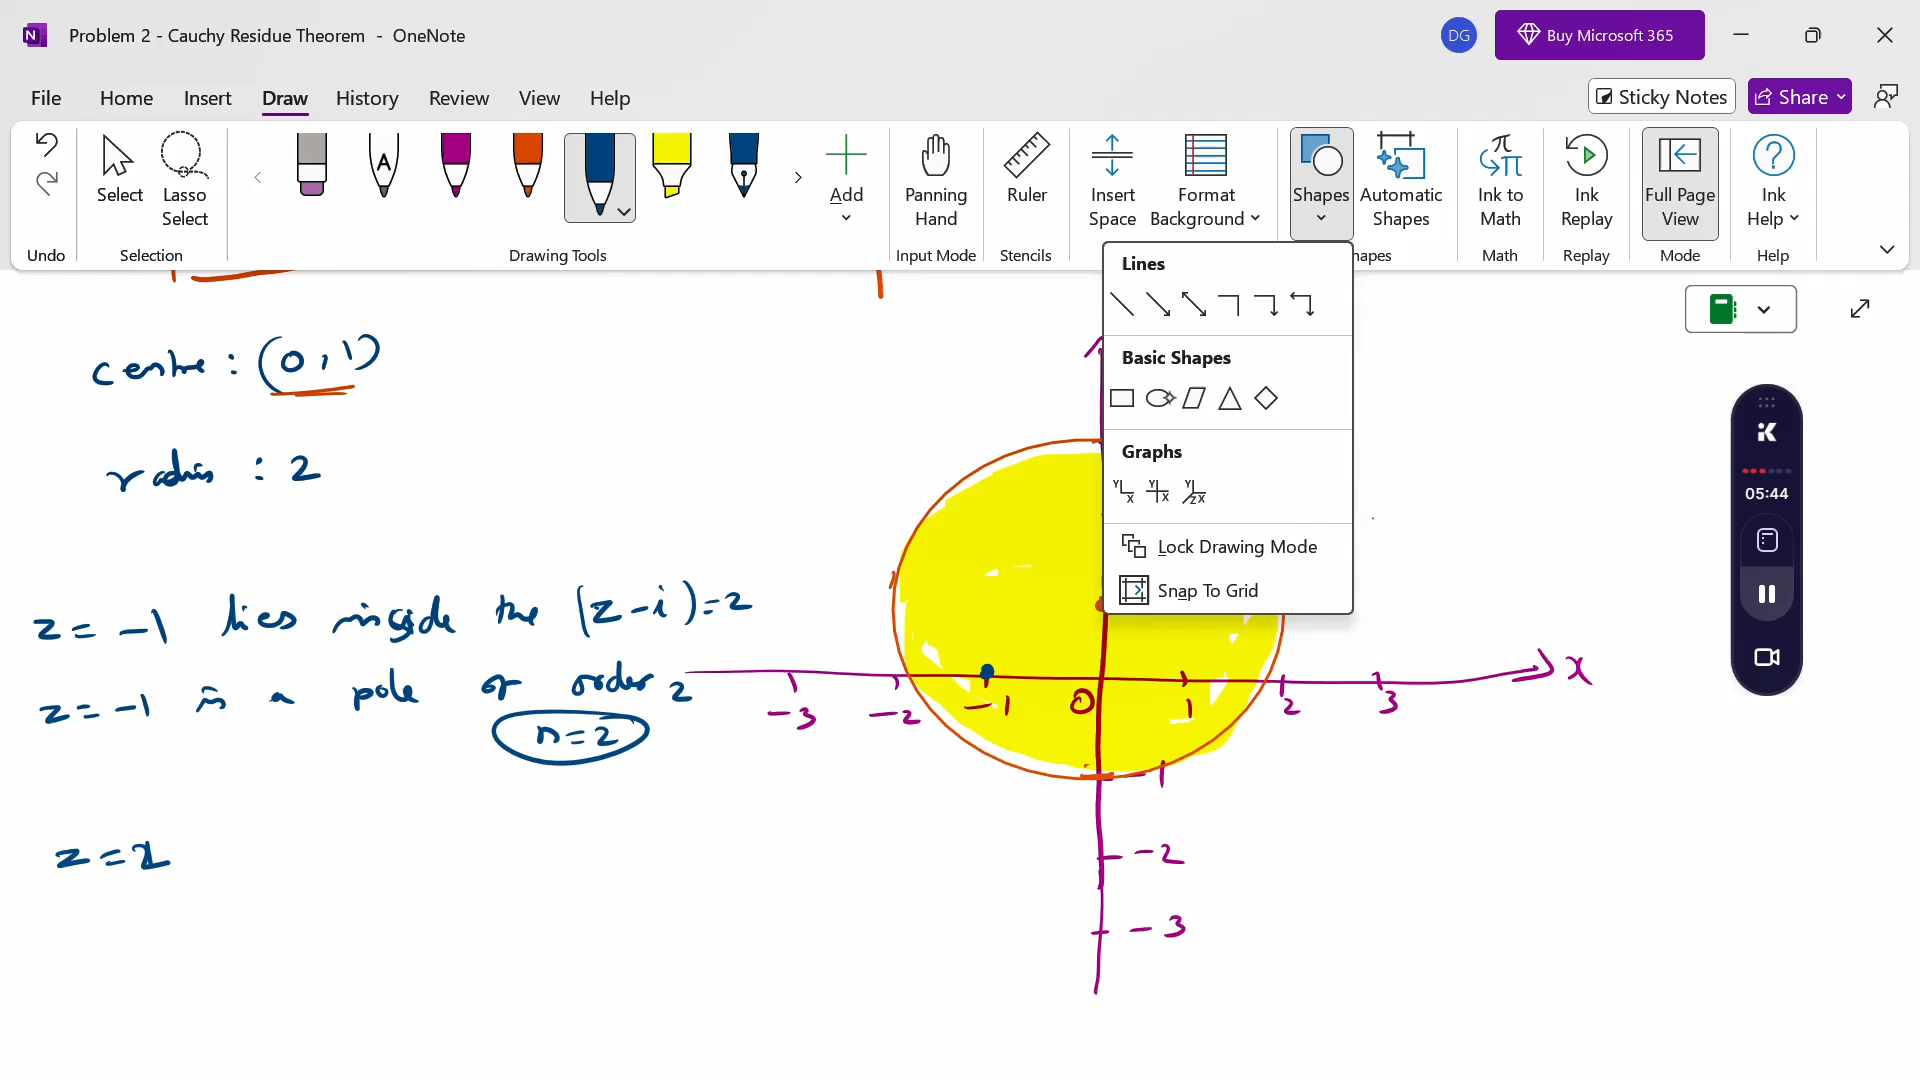 Problem 2 - Cauchy Residue Theorem - OneNote
DG
Buy Microsoft 365
File Home Insert Draw History Review View Help
Sticky Notes
Share
Select
Lasso Select
A
Add
Panning Hand
Ruler
Insert Space
Format Background
Shapes
Automatic Shapes
Ink to Math
Ink Replay
Full Page View
Ink Help
Undo
Selection
Drawing Tools
Input Mode
Stencils
hapes
Math
Replay
Mode
Help
Lines
Basic Shapes
Graphs
Lock Drawing Mode
Snap To Grid
05:44
centre : (0, 1)
radius : 2
z = -1 lies inside the |z-i|=2
z = -1 is a pole of order 2
n=2
z =
-3 -2 -1 0 1 2 3 x
-1
-2
-3